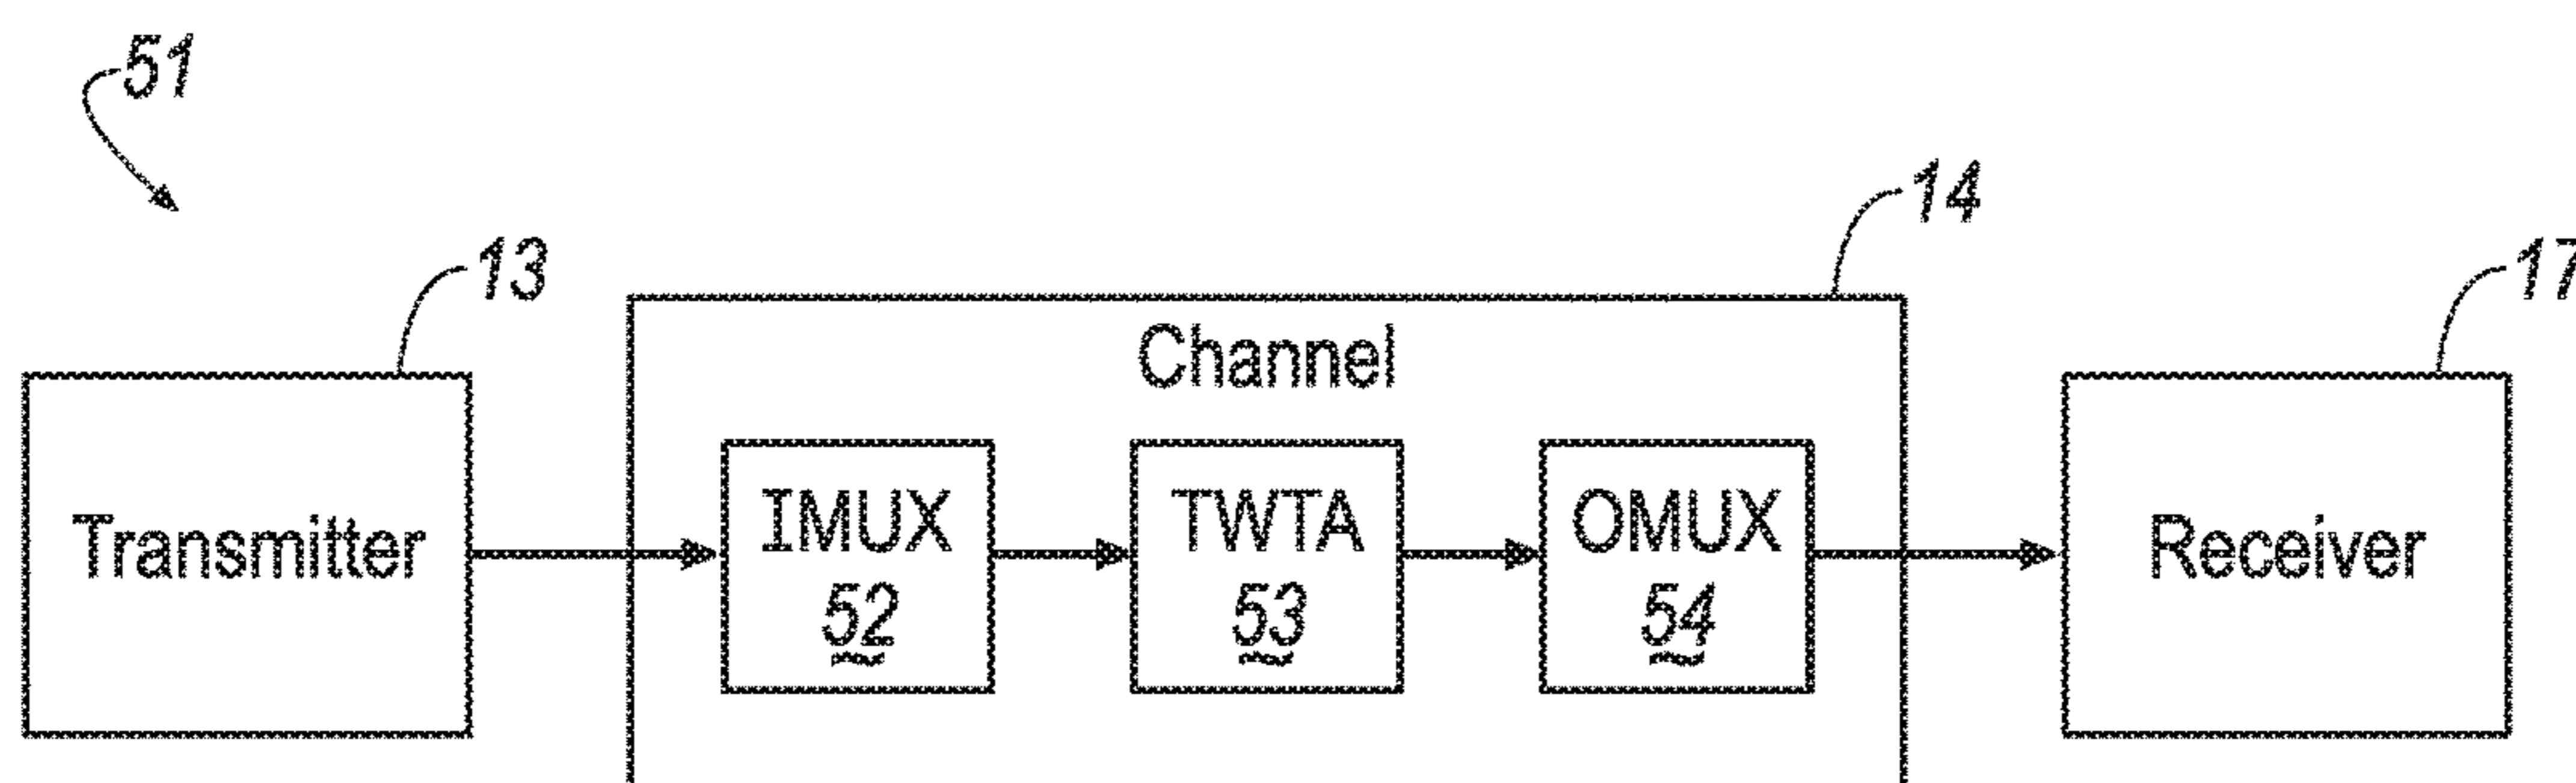 51
14
13
17
Channel
Transmitter
IMUX
52
TWTA
53
OMUX
54
Receiver